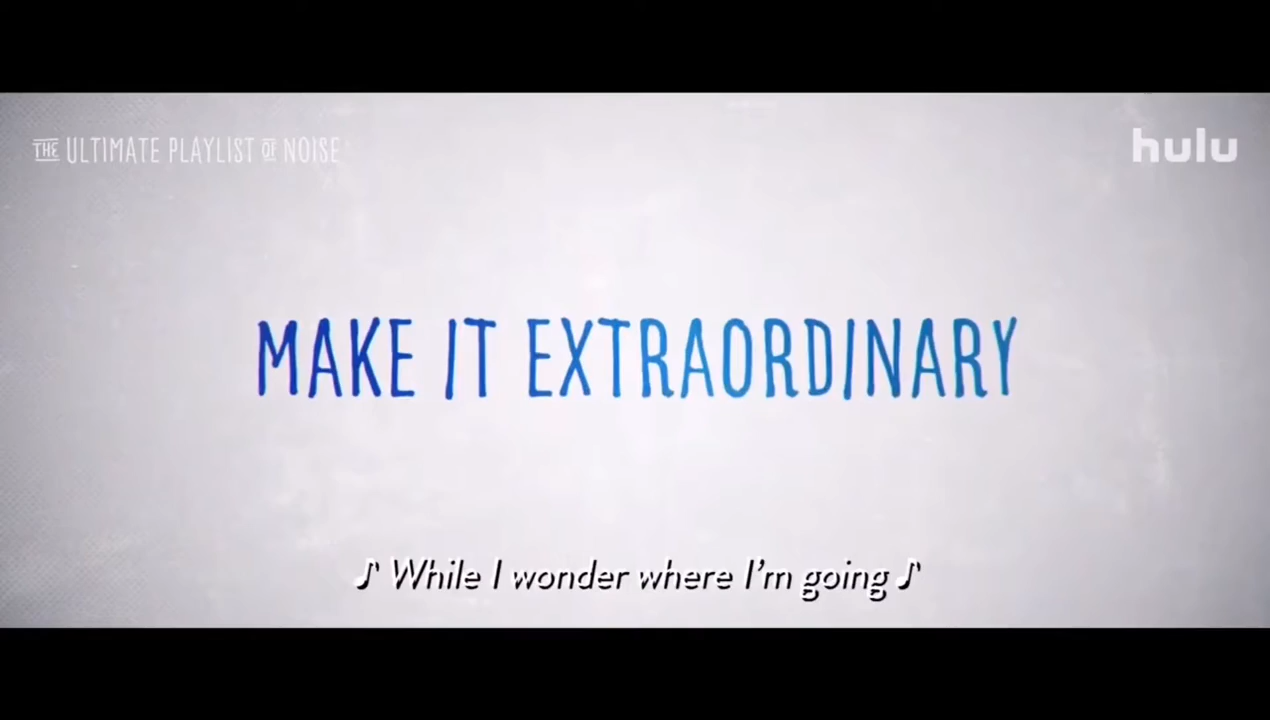 THE ULTIMATE PLAYLIST OF NOISE
hulu
MAKE IT EXTRAORDINARY
♪ While I wonder where I'm going ♪